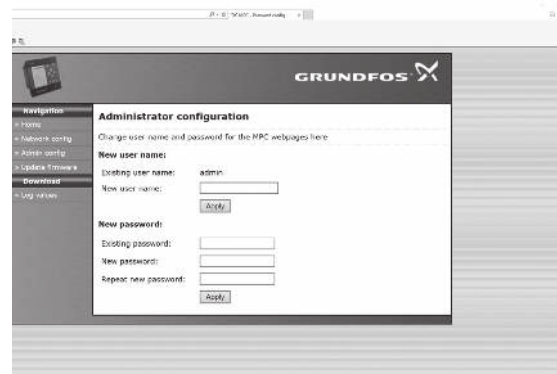 GRUNDFOS
Navigation
» Home
» Network config
» Admin config
» Update firmware
Download
» Log values
Administrator configuration
Change user name and password for the MPC webpages here
New user name:
Existing user name: admin
New user name:
Apply
New password:
Existing password:
New password:
Repeat new password:
Apply